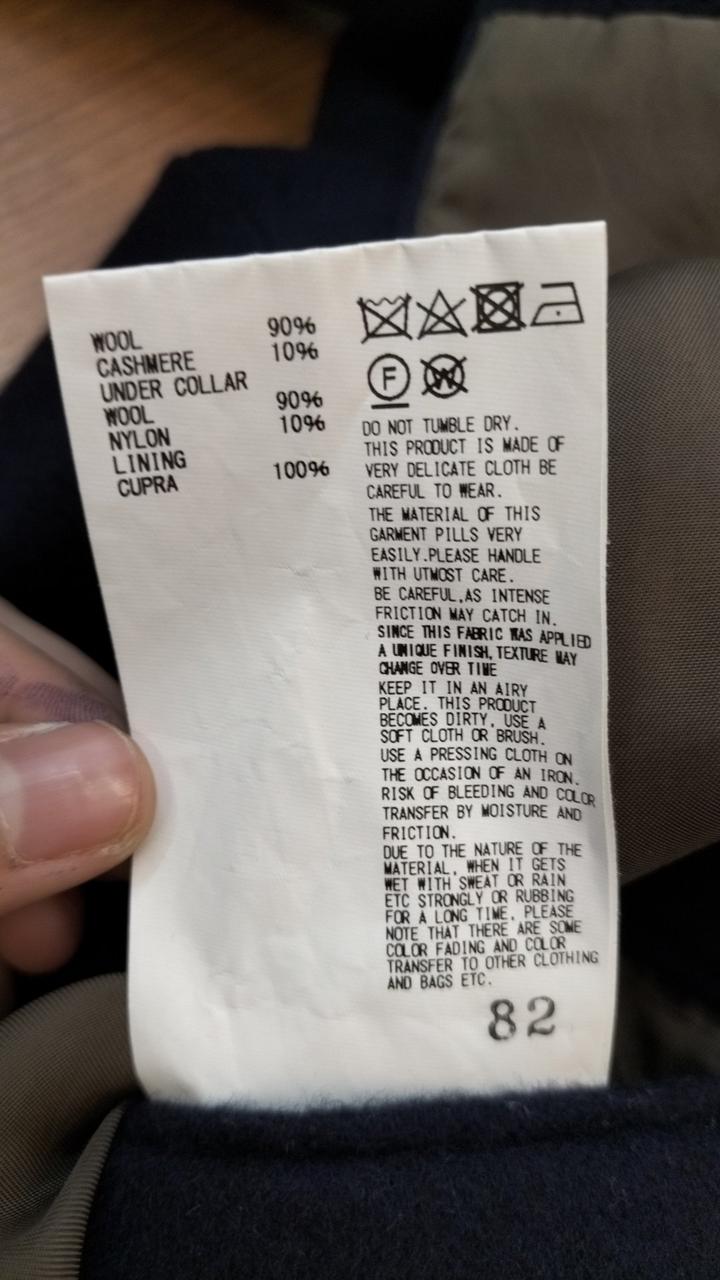 WOOL 90%
CASHMERE 10%
UNDER COLLAR
WOOL 90%
NYLON 10%
LINING
CUPRA 100%
F W
DO NOT TUMBLE DRY.
THIS PRODUCT IS MADE OF
VERY DELICATE CLOTH BE
CAREFUL TO WEAR.
THE MATERIAL OF THIS
GARMENT PILLS VERY
EASILY.PLEASE HANDLE
WITH UTMOST CARE.
BE CAREFUL,AS INTENSE
FRICTION MAY CATCH IN.
SINCE THIS FABRIC WAS APPLIED
A UNIQUE FINISH, TEXTURE MAY
CHANGE OVER TIME
KEEP IT IN AN AIRY
PLACE. THIS PRODUCT
BECOMES DIRTY, USE A
SOFT CLOTH OR BRUSH.
USE A PRESSING CLOTH ON
THE OCCASION OF AN IRON.
RISK OF BLEEDING AND COLOR
TRANSFER BY MOISTURE AND
FRICTION.
DUE TO THE NATURE OF THE
MATERIAL, WHEN IT GETS
WET WITH SWEAT OR RAIN
ETC STRONGLY OR RUBBING
FOR A LONG TIME, PLEASE
NOTE THAT THERE ARE SOME
COLOR FADING AND COLOR
TRANSFER TO OTHER CLOTHING
AND BAGS ETC.
82